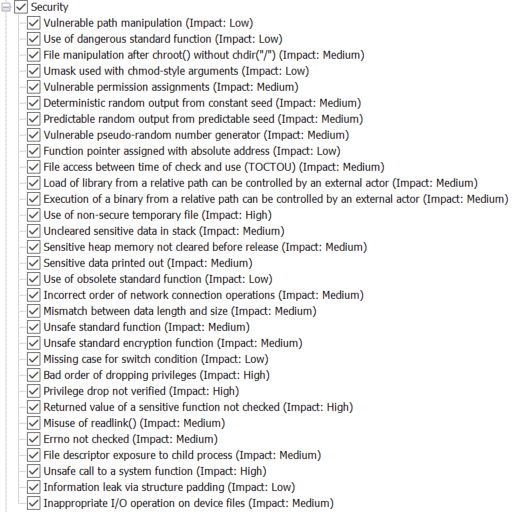 Security
Vulnerable path manipulation (Impact: Low)
Use of dangerous standard function (Impact: Low)
File manipulation after chroot() without chdir("/") (Impact: Medium)
Umask used with chmod-style arguments (Impact: Low)
Vulnerable permission assignments (Impact: Medium)
Deterministic random output from constant seed (Impact: Medium)
Predictable random output from predictable seed (Impact: Medium)
Vulnerable pseudo-random number generator (Impact: Medium)
Function pointer assigned with absolute address (Impact: Low)
File access between time of check and use (TOCTOU) (Impact: Medium)
Load of library from a relative path can be controlled by an external actor (Impact: Medium)
Execution of a binary from a relative path can be controlled by an external actor (Impact: Medium)
Use of non-secure temporary file (Impact: High)
Uncleared sensitive data in stack (Impact: Medium)
Sensitive heap memory not cleared before release (Impact: Medium)
Sensitive data printed out (Impact: Medium)
Use of obsolete standard function (Impact: Low)
Incorrect order of network connection operations (Impact: Medium)
Mismatch between data length and size (Impact: Medium)
Unsafe standard function (Impact: Medium)
Unsafe standard encryption function (Impact: Medium)
Missing case for switch condition (Impact: Low)
Bad order of dropping privileges (Impact: High)
Privilege drop not verified (Impact: High)
Returned value of a sensitive function not checked (Impact: High)
Misuse of readlink() (Impact: Medium)
Errno not checked (Impact: Medium)
File descriptor exposure to child process (Impact: Medium)
Unsafe call to a system function (Impact: High)
Information leak via structure padding (Impact: Low)
Inappropriate I/O operation on device files (Impact: Medium)